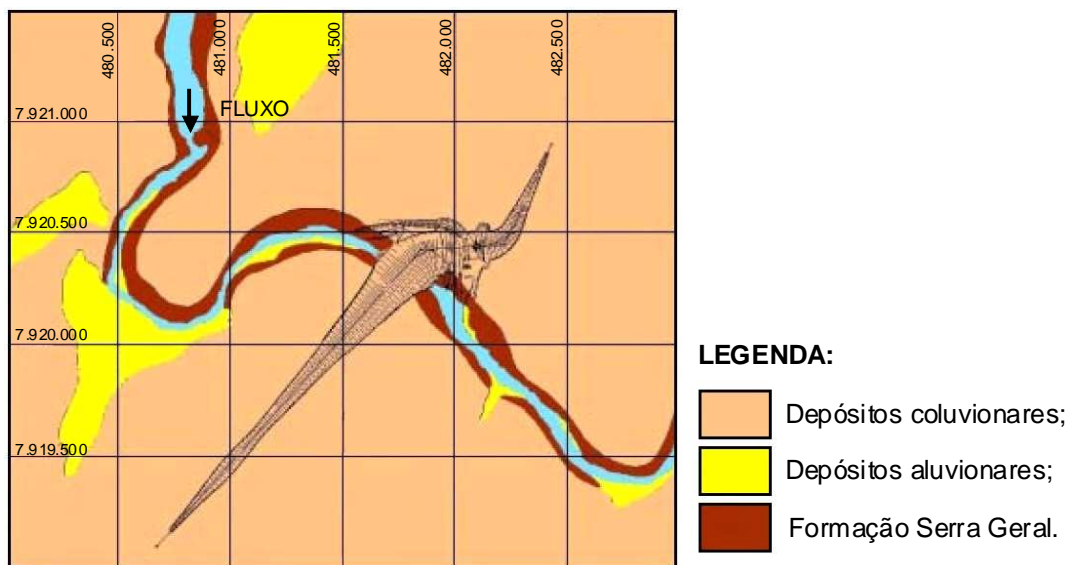 480.500
481.000
481.500
482.000
482.500
FLUXO
7.921.000
7.920.500
7.920.000
7.919.500
LEGENDA:
Depósitos coluvionares;
Depósitos aluvionares;
Formação Serra Geral.